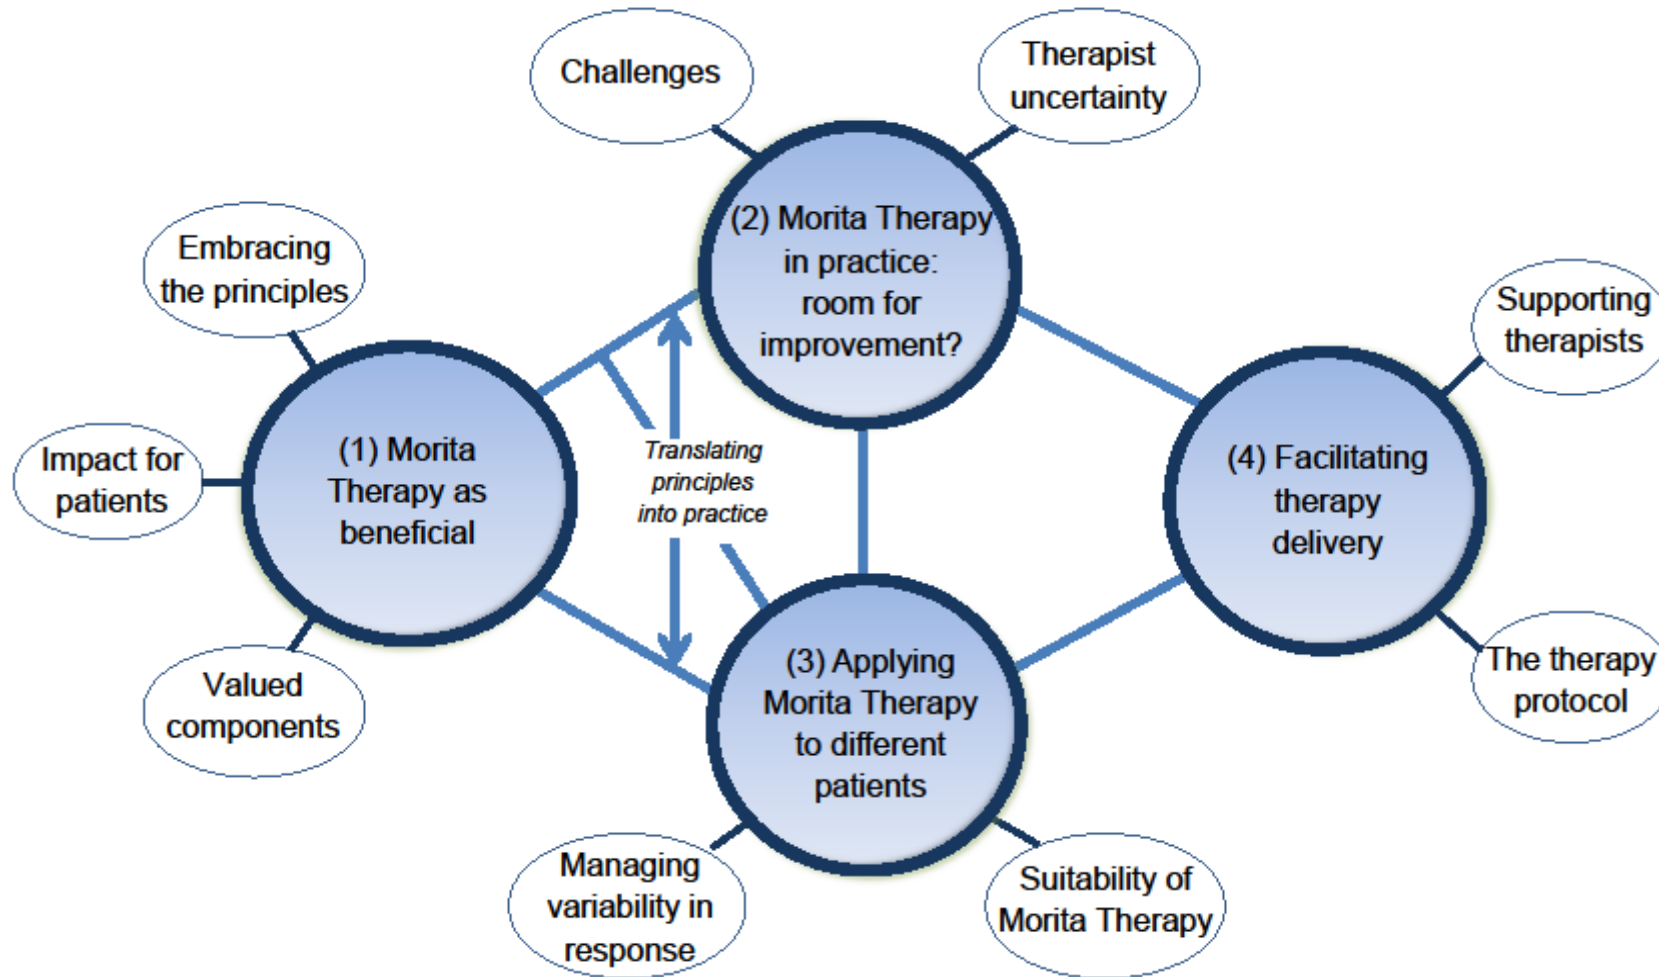 Challenges
Therapist
uncertainty
(2) Morita Therapy
in practice:
room for
improvement?
Embracing
the principles
Supporting
therapists
Impact for
patients
(1) Morita
Therapy as
beneficial
Translating
principles
into practice
(4) Facilitating
therapy
delivery
Valued
components
(3) Applying
Morita Therapy
to different
patients
The therapy
protocol
Managing
variability in
response
Suitability of
Morita Therapy